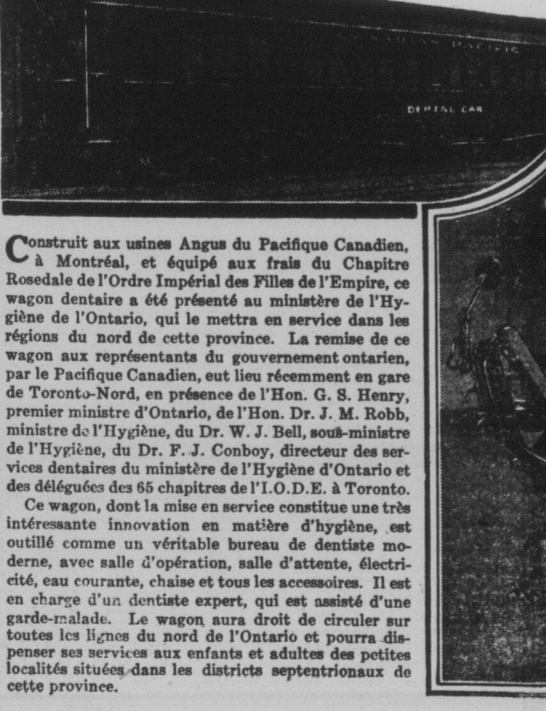 CANADIAN PACIFIC
DENTAL CAR
Construit aux usines Angus du Pacifique Canadien,
à Montréal, et équipé aux frais du Chapitre
Rosedale de l'Ordre Impérial des Filles de l'Empire, ce
wagon dentaire a été présenté au ministère de l'Hy-
giène de l'Ontario, qui le mettra en service dans les
régions du nord de cette province. La remise de ce
wagon aux représentants du gouvernement ontarien,
par le Pacifique Canadien, eut lieu récemment en gare
de Toronto-Nord, en présence de l'Hon. G. S. Henry,
premier ministre d'Ontario, de l'Hon. Dr. J. M. Robb,
ministre de l'Hygiène, du Dr. W. J. Bell, sous-ministre
de l'Hygiène, du Dr. F. J. Conboy, directeur des ser-
vices dentaires du ministère de l'Hygiène d'Ontario et
des déléguées des 65 chapitres de l'I.O.D.E. à Toronto.
Ce wagon, dont la mise en service constitue une très
intéressante innovation en matière d'hygiène, est
outillé comme un véritable bureau de dentiste mo-
derne, avec salle d'opération, salle d'attente, électri-
cité, eau courante, chaise et tous les accessoires. Il est
en charge d'un dentiste expert, qui est assisté d'une
garde-malade. Le wagon aura droit de circuler sur
toutes les lignes du nord de l'Ontario et pourra dis-
penser ses services aux enfants et adultes des petites
localités situées dans les districts septentrionaux de
cette province.